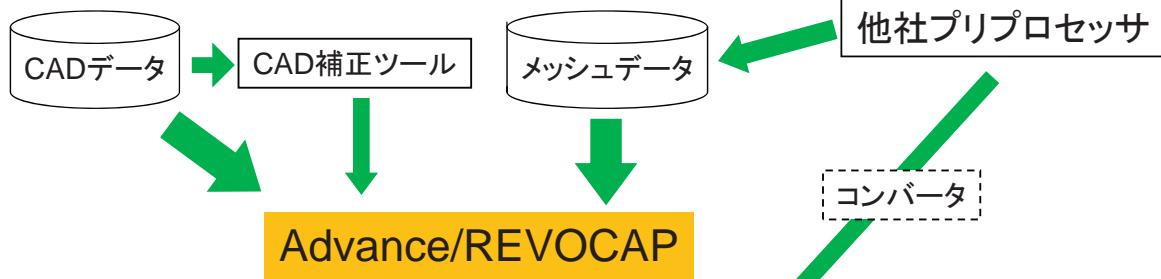 他社プリプロセッサ
CADデータ
CAD補正ツール
メッシュデータ
コンバータ
Advance/REVOCAP